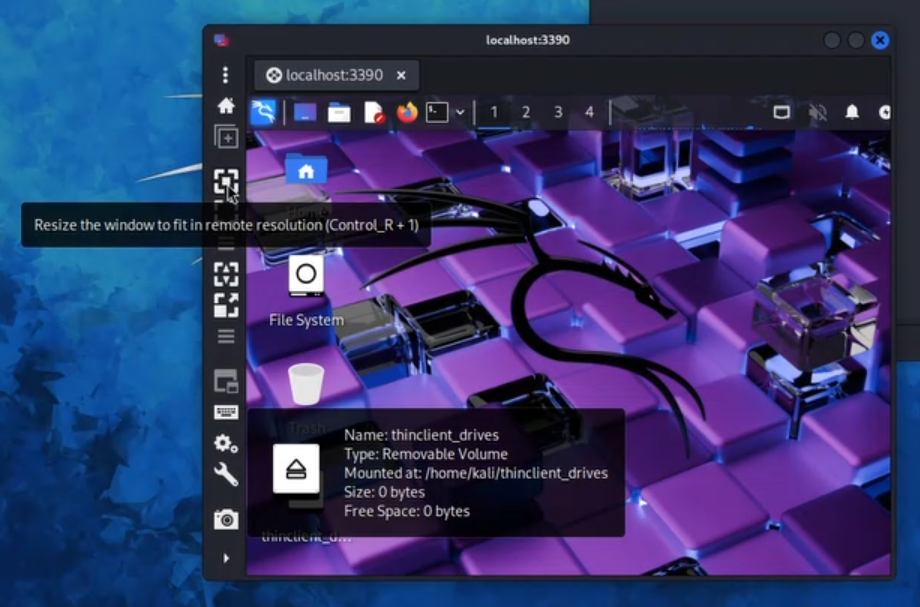 localhost:3390
localhost:3390
1 2 3 4
Resize the window to fit in remote resolution (Control_R + 1)
File System
Trash
Name: thinclient_drives
Type: Removable Volume
Mounted at: /home/kali/thinclient_drives
Size: 0 bytes
Free Space: 0 bytes
thinclient_d...